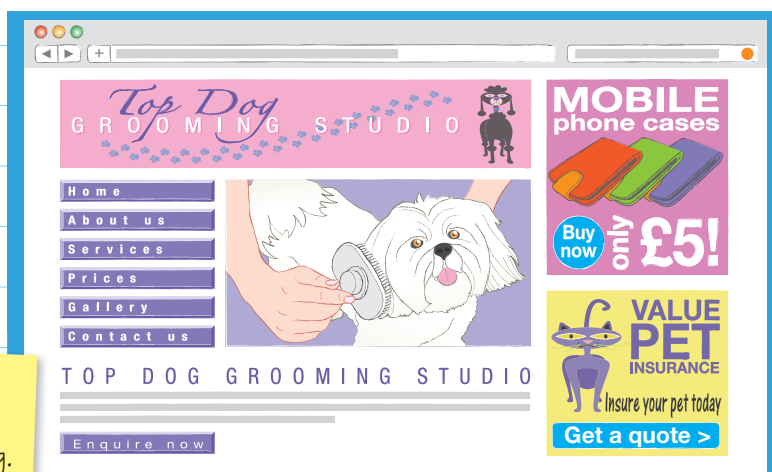 Top Dog
GROOMING STUDIO
Home
About us
Services
Prices
Gallery
Contact us
TOP DOG GROOMING STUDIO
Enquire now
MOBILE
phone cases
Buy
now
only
£5!
VALUE
PET
INSURANCE
Insure your pet today
Get a quote >
g.